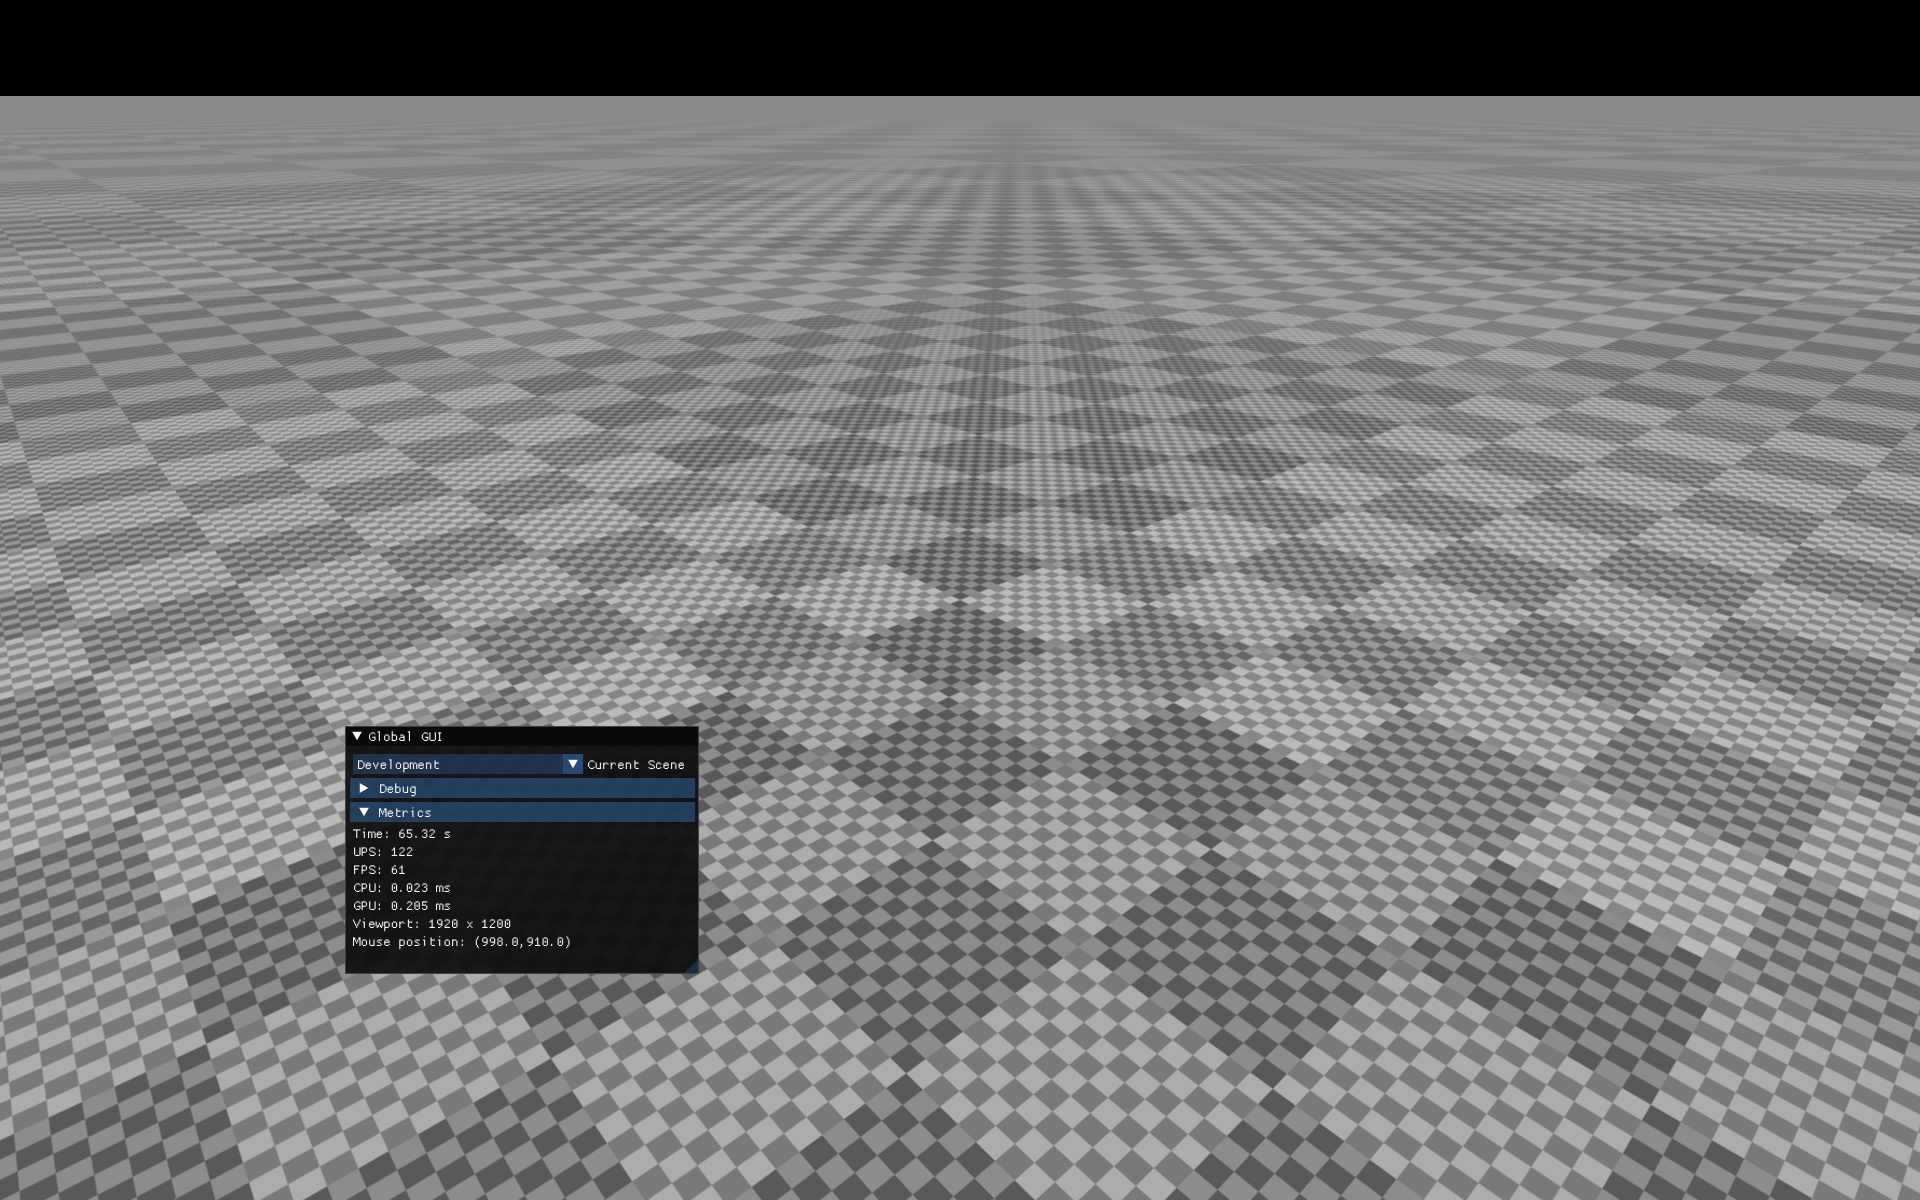 Global GUI
Development Current Scene
Debug
Metrics
Time: 65.32 s
UPS: 122
FPS: 61
CPU: 0.023 ms
GPU: 0.205 ms
Viewport: 1920 x 1200
Mouse position: (998.0,910.0)